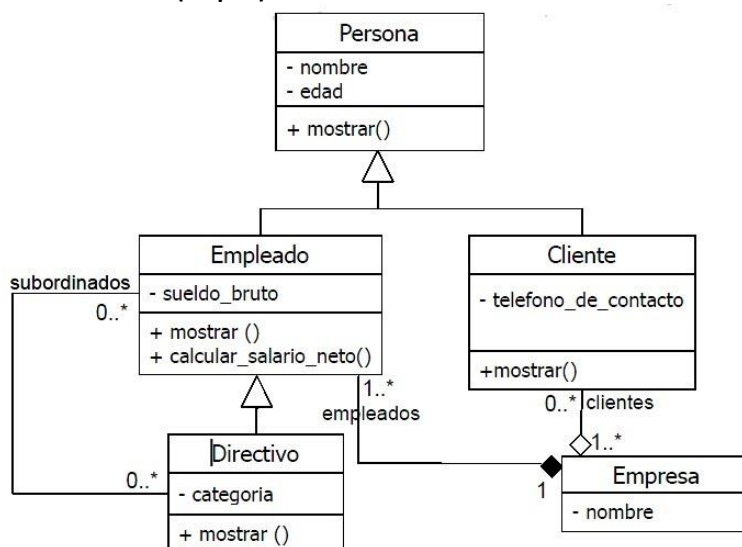 Persona
- nombre
- edad
+ mostrar()
Empleado
- sueldo_bruto
+ mostrar ()
+ calcular_salario_neto()
Cliente
- telefono_de_contacto
+mostrar()
subordinados
0..*
1..*
empleados
0..* clientes
1..*
Directivo
- categoria
+ mostrar ()
0..*
1
Empresa
- nombre